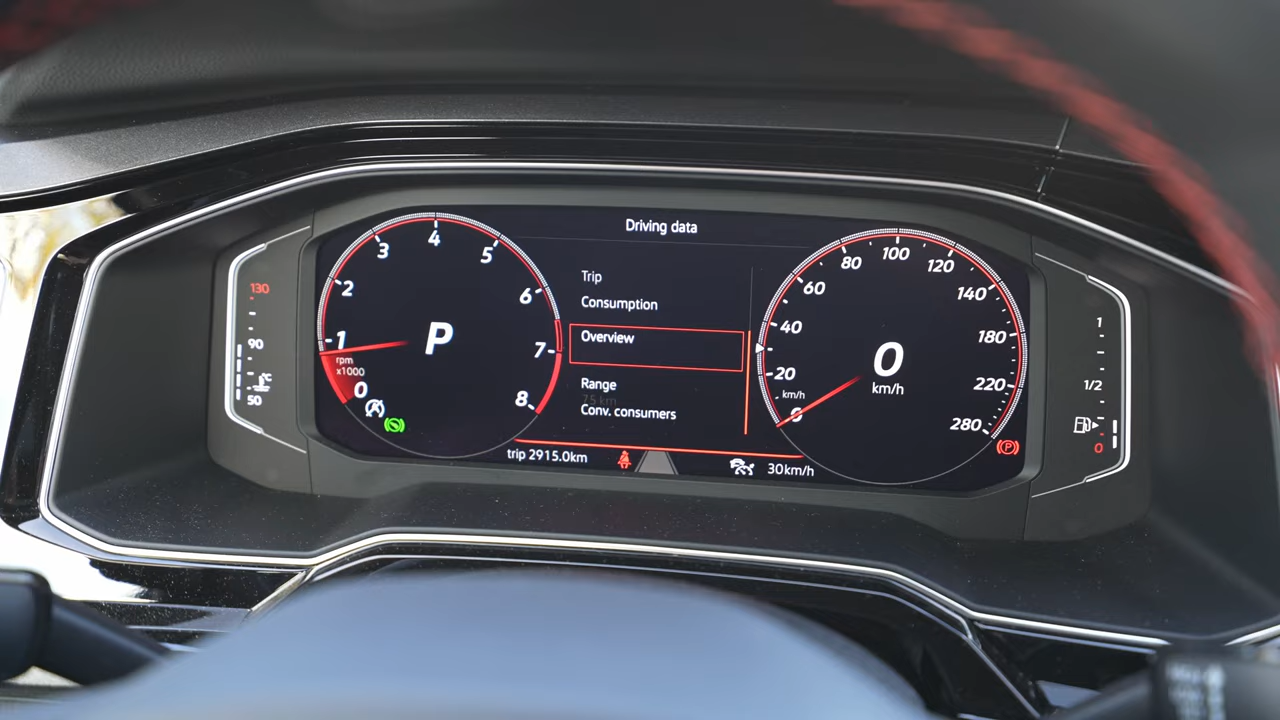 Driving data
Trip
Consumption
Overview
Range
75 km
Conv. consumers
trip 2915.0km
30km/h
P
0
1
2
3
4
5
6
7
8
rpm
x1000
0
km/h
0
20
40
60
80
100
120
140
180
220
280
km/h
130
90
50
°C
1
1/2
0
P